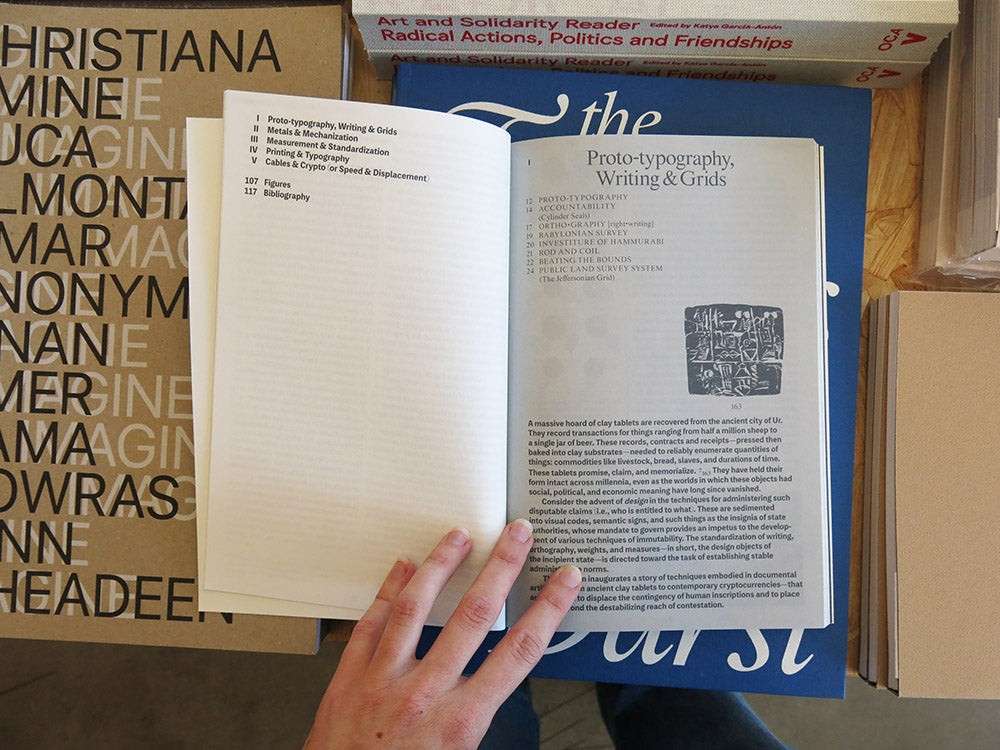 HRISTIANA
MINE
UCA
IMAGINE
LMONTA
MAR
NONYM
NAN
MER
AMA
OWRAS
NNE
HEADEEN
Art and Solidarity Reader Edited by Katya García-Antón
Radical Actions, Politics and Friendships
OCA
Art and Solidarity Reader Edited by Katya García-Antón
Politics and Friendships
OCA
the
I Proto-typography, Writing & Grids
II Metals & Mechanization
III Measurement & Standardization
IV Printing & Typography
V Cables & Crypto (or Speed & Displacement)
107 Figures
117 Bibliography
I
Proto-typography,
Writing & Grids
12 PROTO-TYPOGRAPHY
14 ACCOUNTABILITY
(Cylinder Seals)
17 ORTHO•GRAPHY [right•writing]
19 BABYLONIAN SURVEY
20 INVESTITURE OF HAMMURABI
21 ROD AND COIL
22 BEATING THE BOUNDS
24 PUBLIC LAND SURVEY SYSTEM
(The Jeffersonian Grid)
163
A massive hoard of clay tablets are recovered from the ancient city of Ur.
They record transactions for things ranging from half a million sheep to
a single jar of beer. These records, contracts and receipts—pressed then
baked into clay substrates—needed to reliably enumerate quantities of
things: commodities like livestock, bread, slaves, and durations of time.
These tablets promise, claim, and memorialize. ↑163 They have held their
form intact across millennia, even as the worlds in which these objects had
social, political, and economic meaning have long since vanished.
Consider the advent of design in the techniques for administering such
disputable claims (i.e., who is entitled to what). These are sedimented
into visual codes, semantic signs, and such things as the insignia of state
authorities, whose mandate to govern provides an impetus to the develop-
ment of various techniques of immutability. The standardization of writing,
orthography, weights, and measures—in short, the design objects of
the incipient state—is directed toward the task of establishing stable
norms.
inaugurates a story of techniques embodied in documental
ancient clay tablets to contemporary cryptocurrencies—that
to displace the contingency of human inscriptions and to place
the destabilizing reach of contestation.